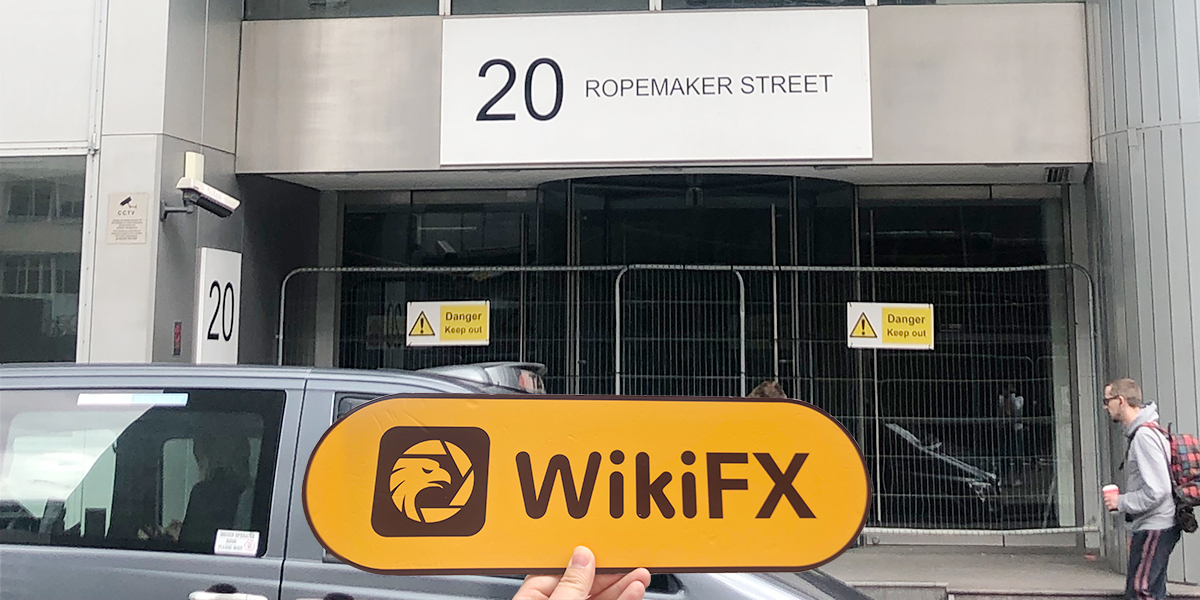 20 ROPEMAKER STREET
CCTV
20
Danger
Keep out
Danger
Keep out
WikiFX